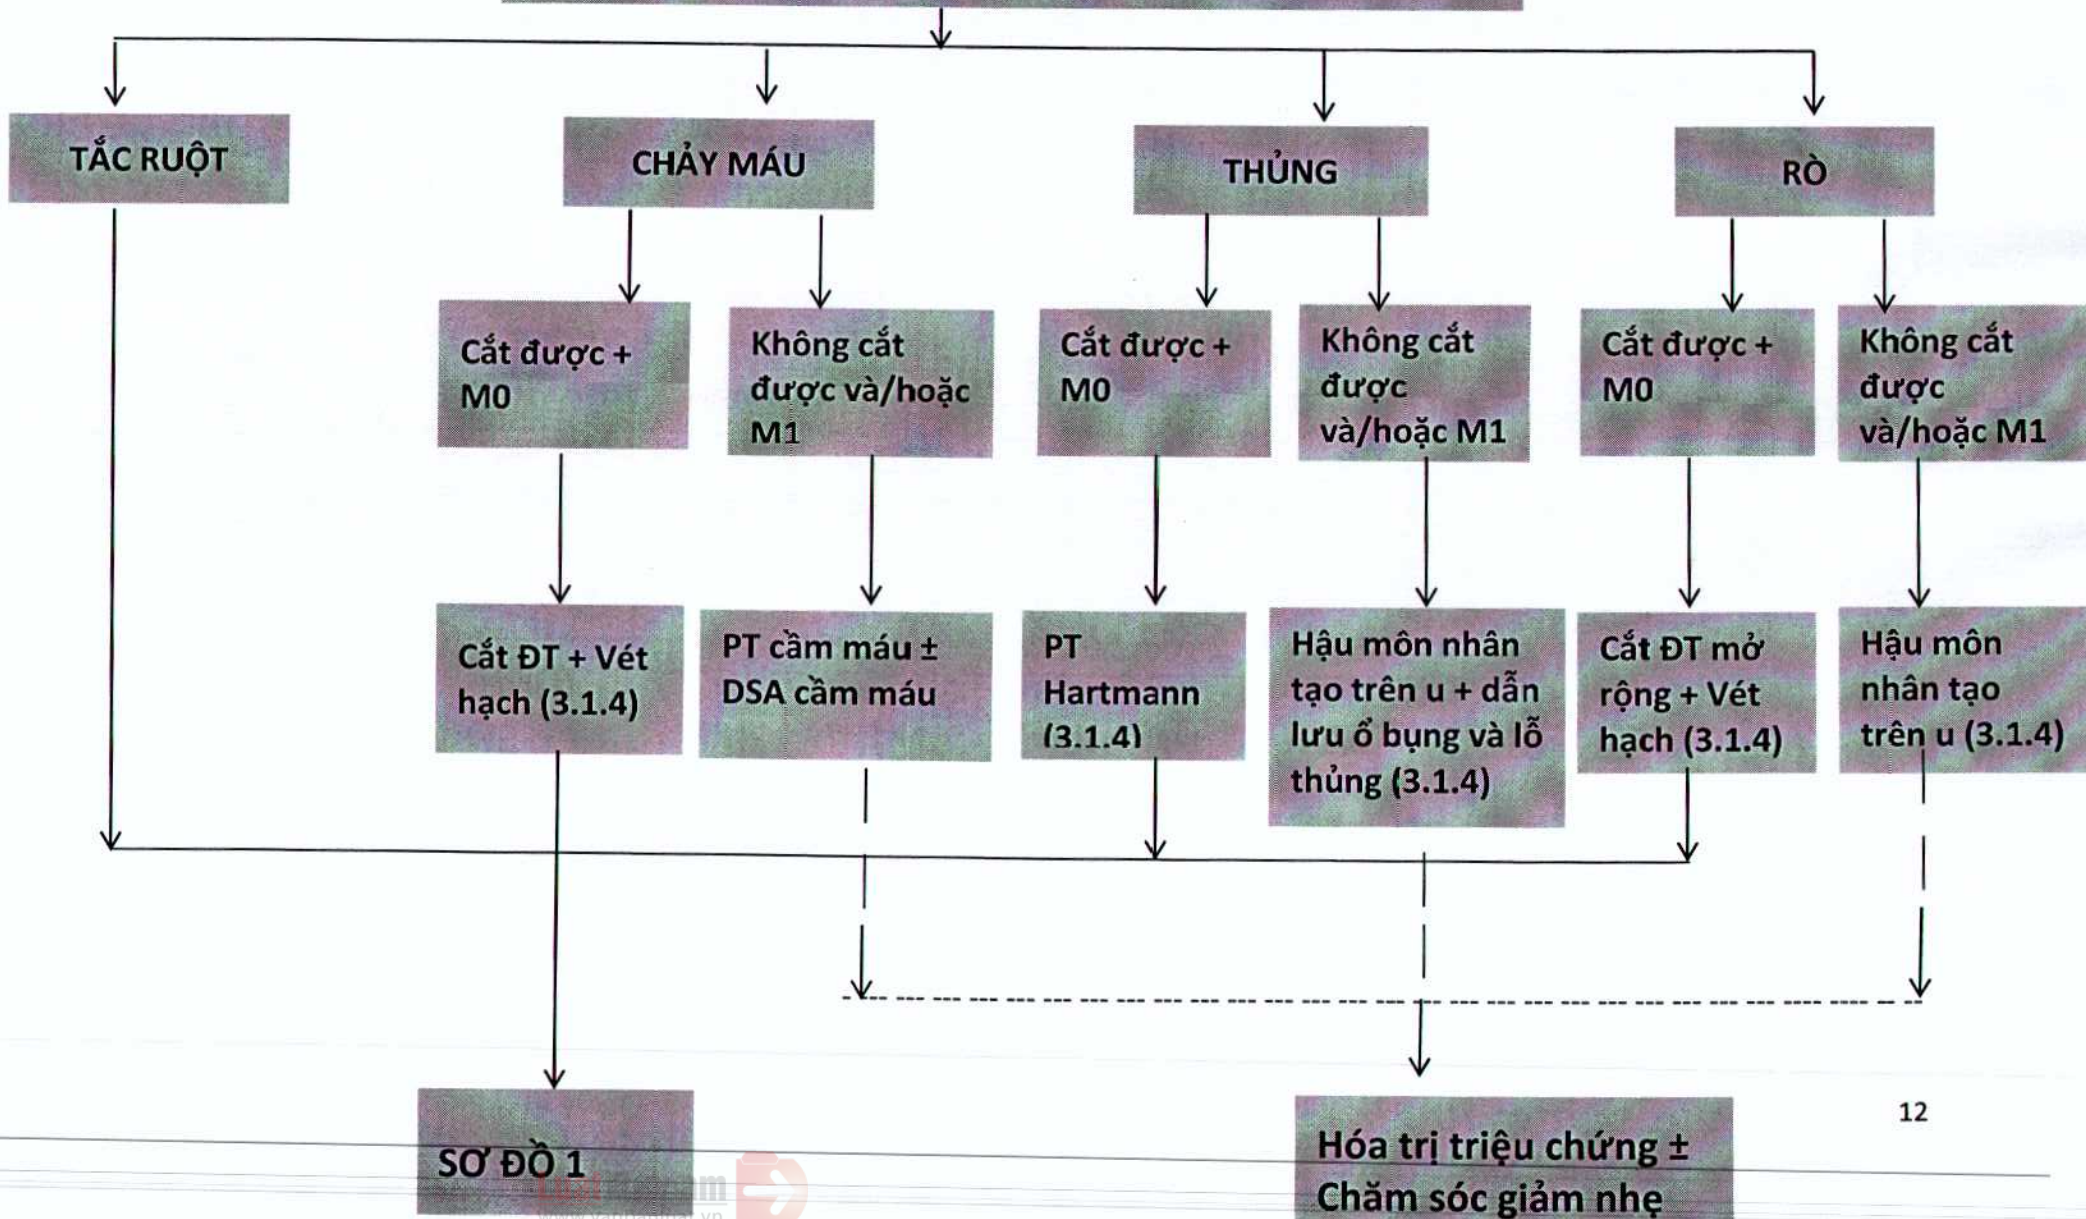 TẮC RUỘT
CHẢY MÁU
THỦNG
RÒ
Cắt được +
M0
Không cắt
được và/hoặc
M1
Cắt được +
M0
Không cắt
được
và/hoặc M1
Cắt được +
M0
Không cắt
được
và/hoặc M1
Cắt ĐT + Vét
hạch (3.1.4)
PT cầm máu ±
DSA cầm máu
PT
Hartmann
(3.1.4)
Hậu môn nhân
tạo trên u + dẫn
lưu ổ bụng và lỗ
thủng (3.1.4)
Cắt ĐT mở
rộng + Vét
hạch (3.1.4)
Hậu môn
nhân tạo
trên u (3.1.4)
12
SƠ ĐỒ 1
Hóa trị triệu chứng ±
Chăm sóc giảm nhẹ